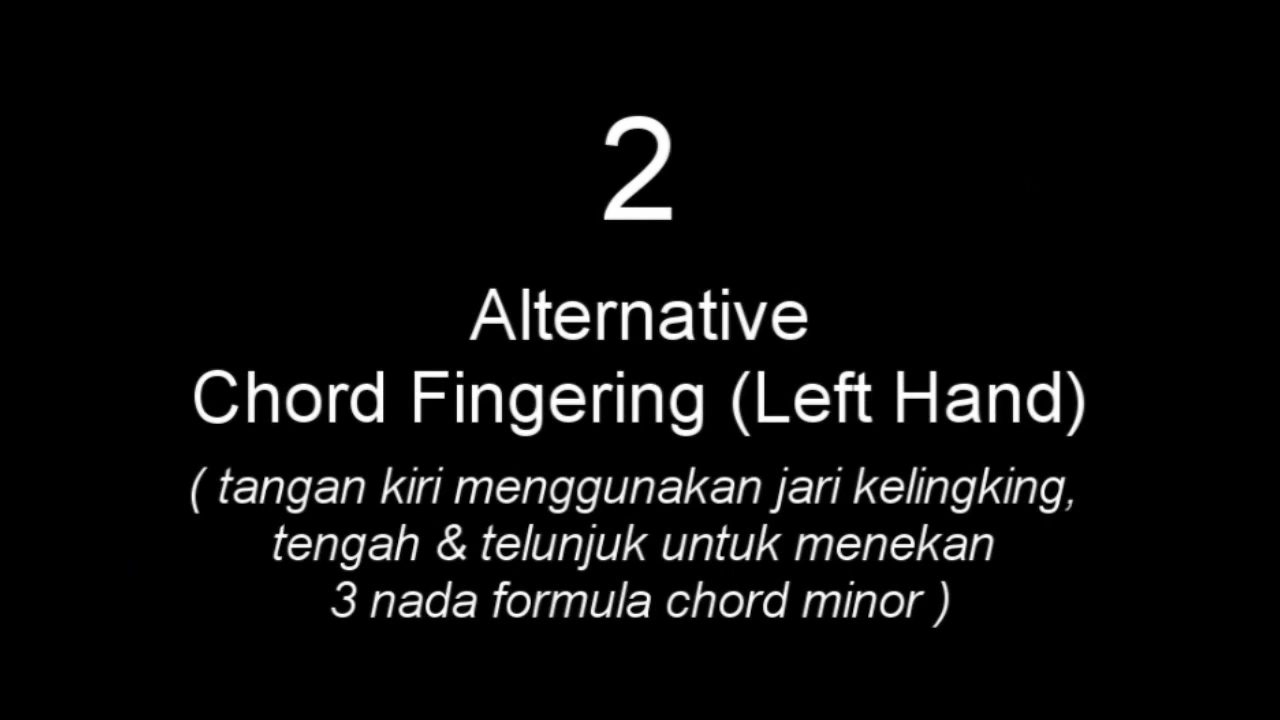 2
Alternative
Chord Fingering (Left Hand)
( tangan kiri menggunakan jari kelingking,
tengah & telunjuk untuk menekan
3 nada formula chord minor )